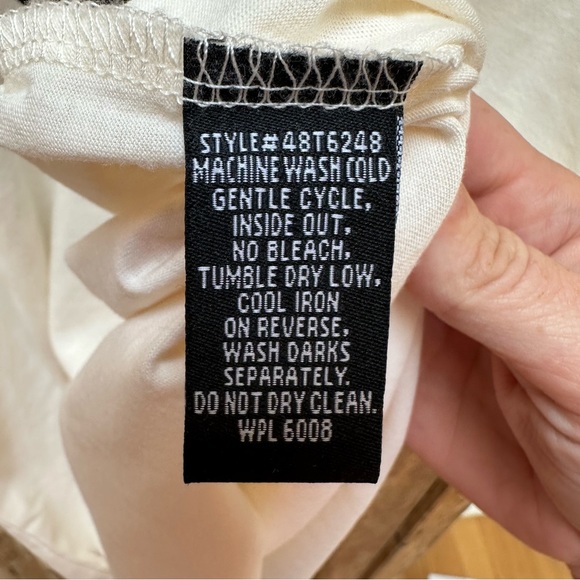 STYLE# 48T6248
MACHINE WASH COLD
GENTLE CYCLE,
INSIDE OUT,
NO BLEACH,
TUMBLE DRY LOW,
COOL IRON
ON REVERSE,
WASH DARKS
SEPARATELY.
DO NOT DRY CLEAN.
WPL 6008